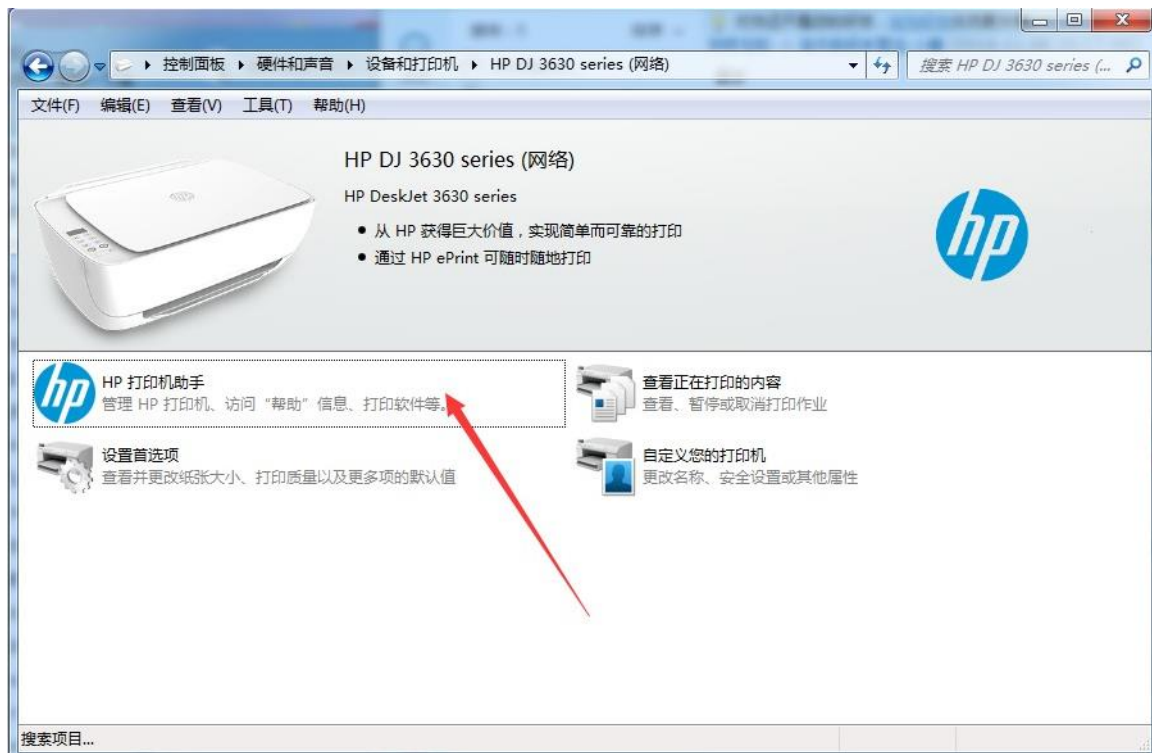 控制面板 ▸ 硬件和声音 ▸ 设备和打印机 ▸ HP DJ 3630 series (网络)
搜索 HP DJ 3630 series (...
文件(F) 编辑(E) 查看(V) 工具(T) 帮助(H)
HP DJ 3630 series (网络)
HP DeskJet 3630 series
• 从 HP 获得巨大价值，实现简单而可靠的打印
• 通过 HP ePrint 可随时随地打印
hp
hp
HP 打印机助手
管理 HP 打印机、访问“帮助”信息、打印软件等。
查看正在打印的内容
查看、暂停或取消打印作业
设置首选项
查看并更改纸张大小、打印质量以及更多项的默认值
自定义您的打印机
更改名称、安全设置或其他属性
搜索项目...